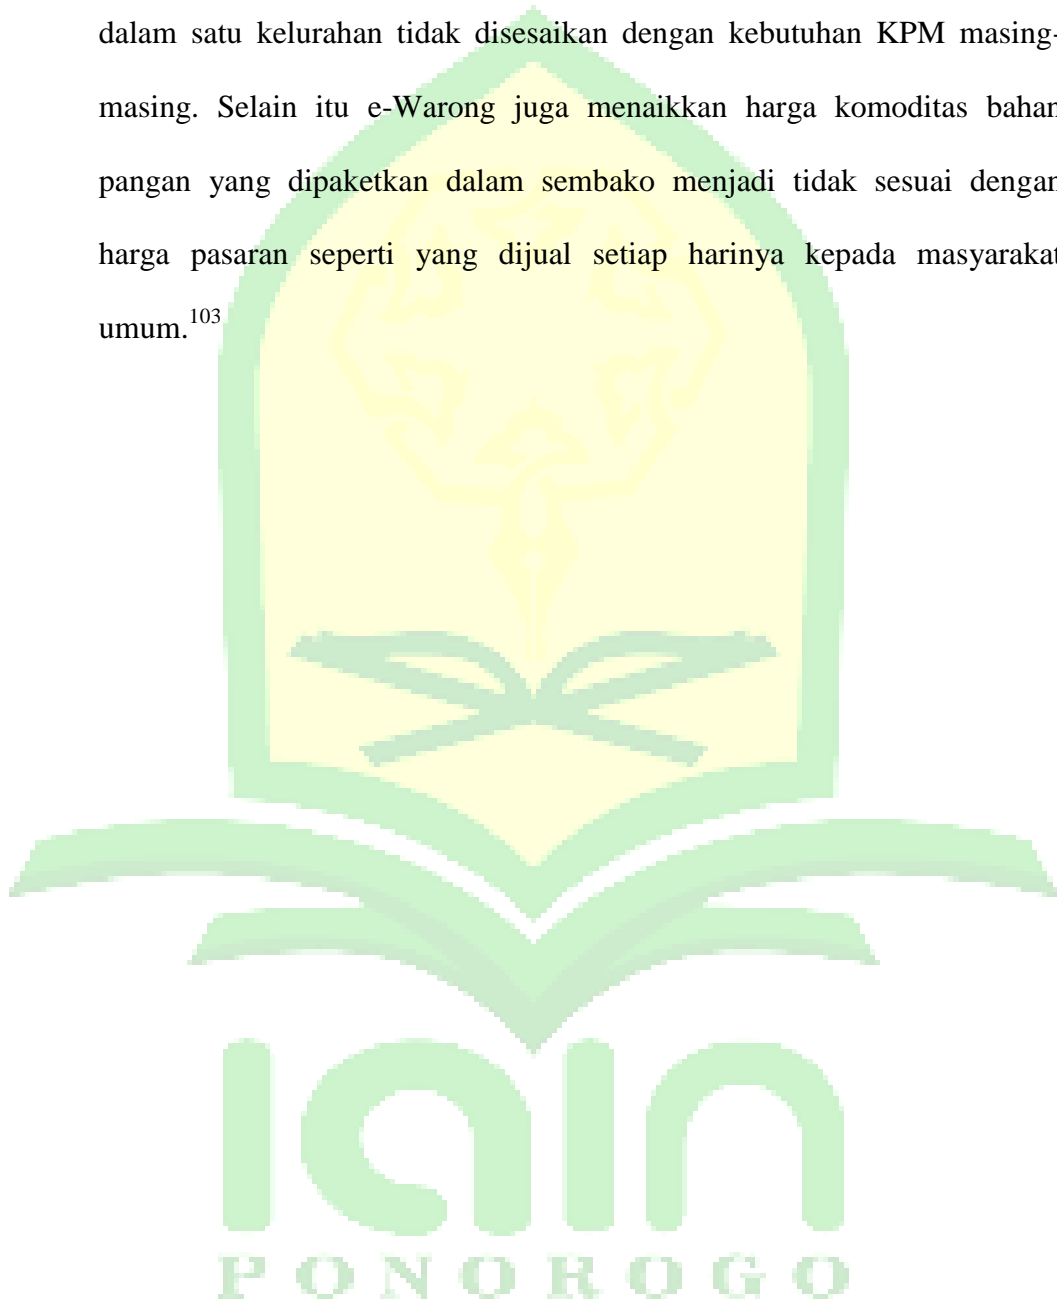 dalam satu kelurahan tidak disesaikan dengan kebutuhan KPM masing-
masing. Selain itu e-Warong juga menaikkan harga komoditas bahan
pangan yang dipaketkan dalam sembako menjadi tidak sesuai dengan
harga pasaran seperti yang dijual setiap harinya kepada masyarakat
umum.103
iain
PONOROGO